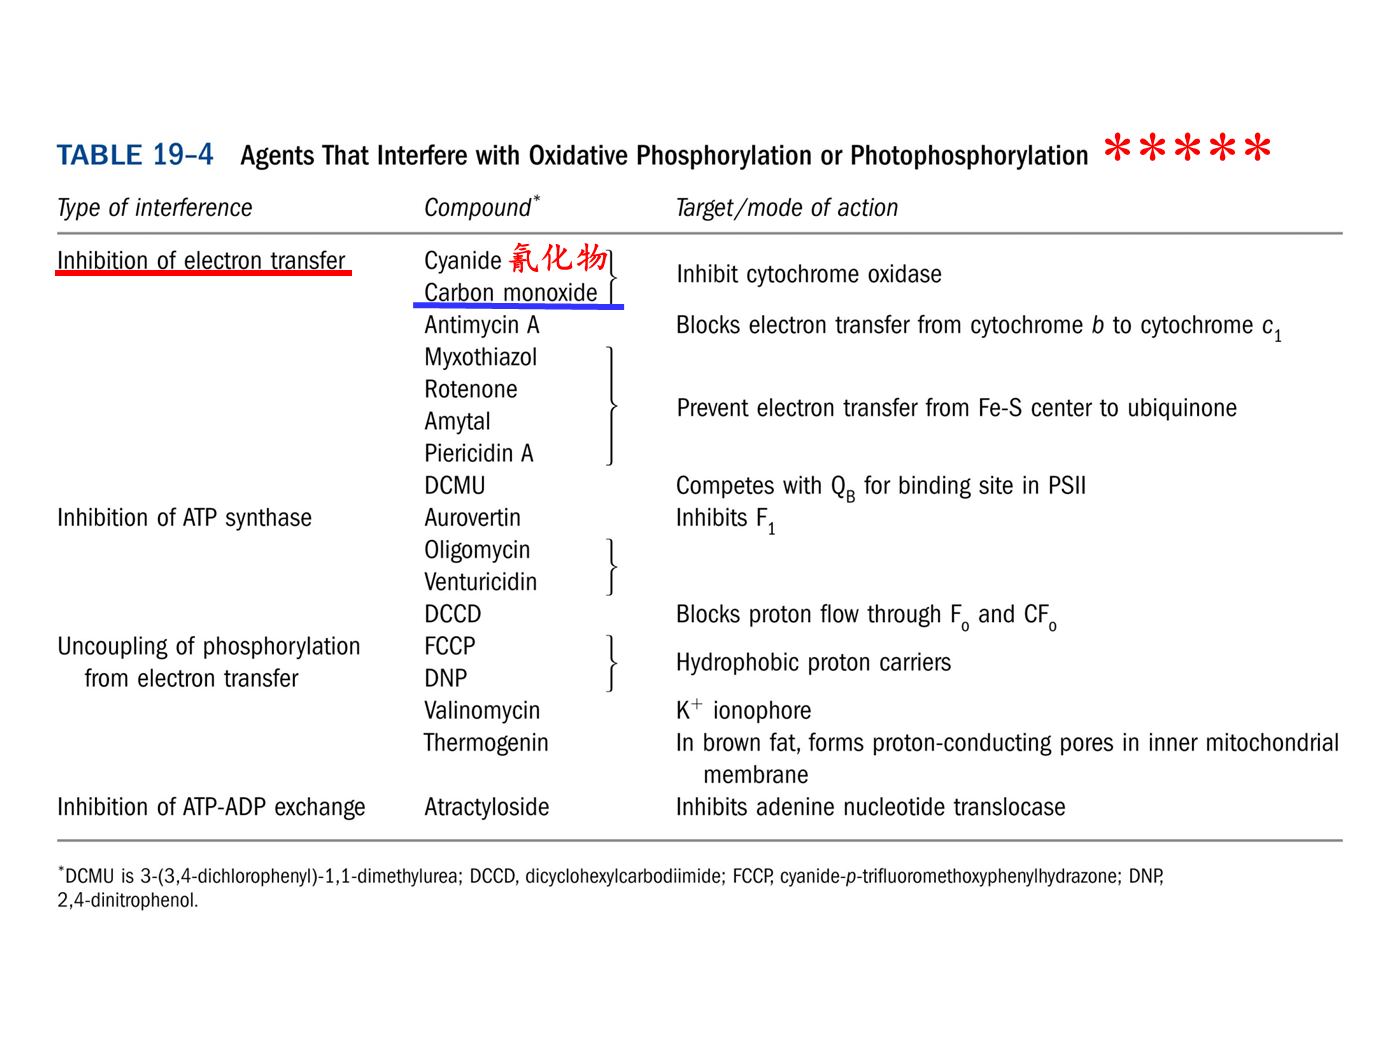 TABLE 19–4 Agents That Interfere with Oxidative Phosphorylation or Photophosphorylation *****
Type of interference Compound* Target/mode of action
Inhibition of electron transfer Cyanide 氰化物
Inhibit cytochrome oxidase
Carbon monoxide
Antimycin A Blocks electron transfer from cytochrome b to cytochrome c1
Myxothiazol
Rotenone
Prevent electron transfer from Fe-S center to ubiquinone
Amytal
Piericidin A
DCMU Competes with QB for binding site in PSII
Inhibition of ATP synthase Aurovertin Inhibits F1
Oligomycin
Venturicidin
DCCD Blocks proton flow through Fo and CFo
Uncoupling of phosphorylation FCCP
Hydrophobic proton carriers
from electron transfer DNP
Valinomycin K+ ionophore
Thermogenin In brown fat, forms proton-conducting pores in inner mitochondrial
membrane
Inhibition of ATP-ADP exchange Atractyloside Inhibits adenine nucleotide translocase
*DCMU is 3-(3,4-dichlorophenyl)-1,1-dimethylurea; DCCD, dicyclohexylcarbodiimide; FCCP, cyanide-p-trifluoromethoxyphenylhydrazone; DNP,
2,4-dinitrophenol.